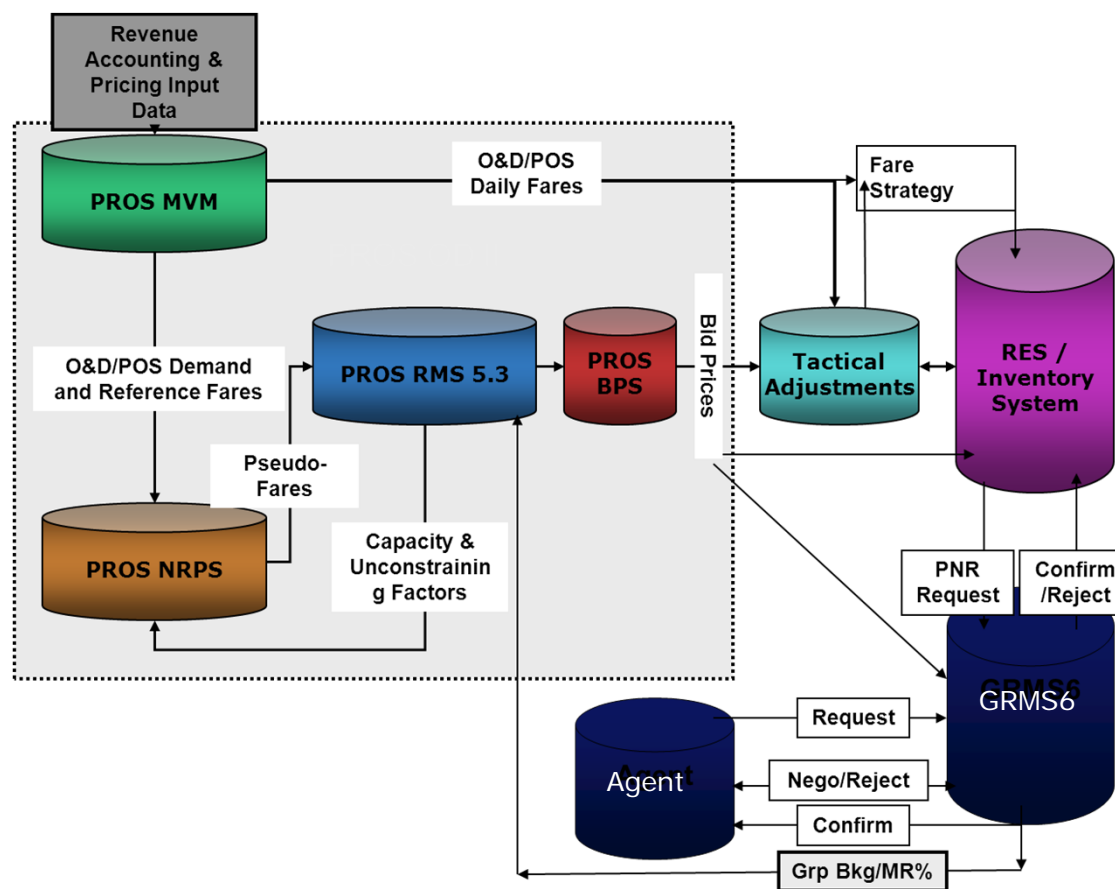 Revenue
Accounting &
Pricing Input
Data
PROS MVM
O&D/POS
Daily Fares
Fare
Strategy
O&D/POS Demand
and Reference Fares
PROS RMS 5.3
PROS
BPS
Bid Prices
Tactical
Adjustments
RES /
Inventory
System
Pseudo-
Fares
PROS NRPS
Capacity &
Unconstrainin
g Factors
PNR
Request
Confirm
/Reject
GRMS6
GRMS6
Request
Agent
Agent
Nego/Reject
Confirm
Grp Bkg/MR%